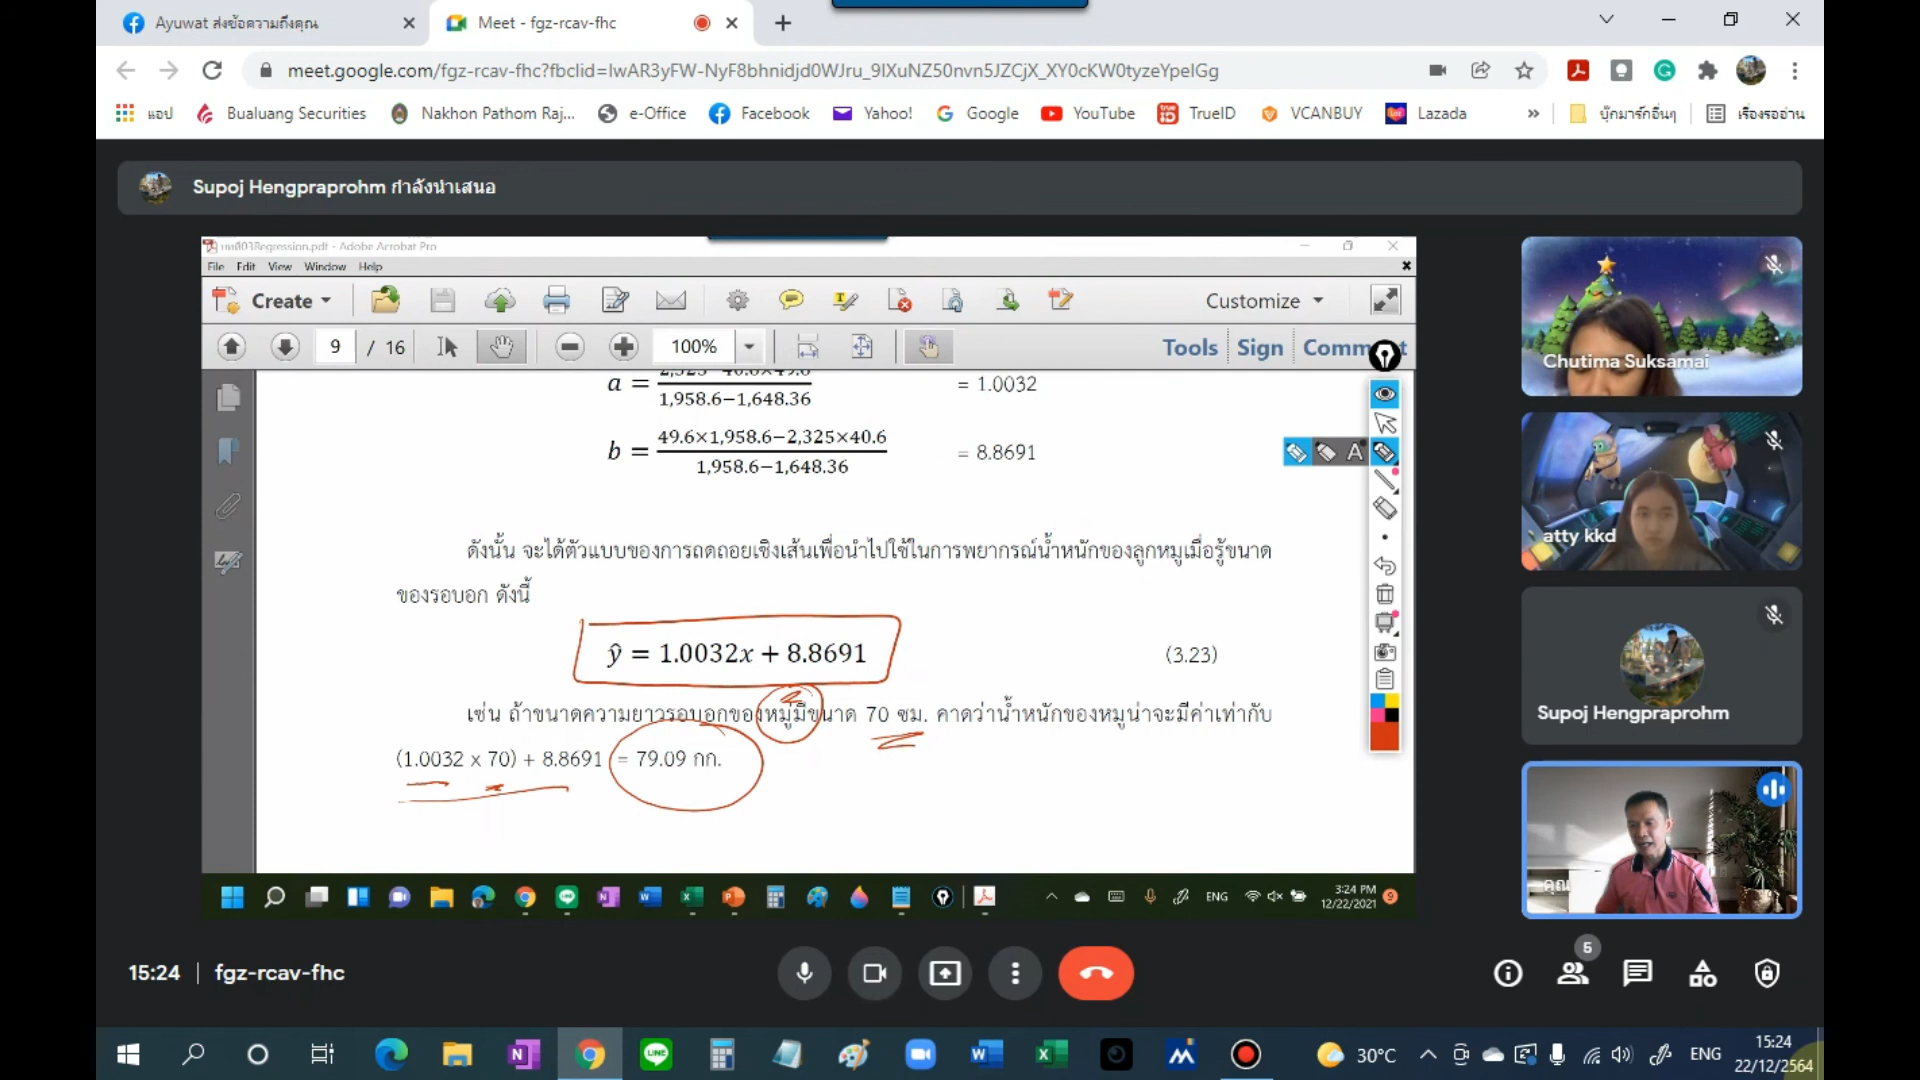 Ayuwat ส่งข้อความถึงคุณ
Meet - fgz-rcav-fhc
meet.google.com/fgz-rcav-fhc?fbclid=IwAR3yFW-NyF8bhnidjd0WJru_9IXuNZ50nvn5JZCjX_XY0cKW0tyzeYpeIGg
แอป
Bualuang Securities
Nakhon Pathom Raj...
e-Office
Facebook
Yahoo!
Google
YouTube
TrueID
VCANBUY
Lazada
»
บุ๊กมาร์กอื่นๆ
เรื่องรออ่าน
Supoj Hengpraprohm กำลังนำเสนอ
บทที่03Regression.pdf - Adobe Acrobat Pro
File Edit View Window Help
Create
Customize
9 / 16
100%
Tools
Sign
Comment
a = 1,958.6−1,648.36 = 1.0032
b = 49.6×1,958.6−2,325×40.6 / 1,958.6−1,648.36 = 8.8691
ดังนั้น จะได้ตัวแบบของการถดถอยเชิงเส้นเพื่อนำไปใช้ในการพยากรณ์น้ำหนักของลูกหมูเมื่อรู้ขนาด
ของรอบอก ดังนี้
ŷ = 1.0032x + 8.8691 (3.23)
เช่น ถ้าขนาดความยาวรอบอกของหมูมีขนาด 70 ซม. คาดว่าน้ำหนักของหมูน่าจะมีค่าเท่ากับ
(1.0032 x 70) + 8.8691 = 79.09 กก.
A
Chutima Suksamai
atty kkd
Supoj Hengpraprohm
คุณ
ENG
3:24 PM
12/22/2021
9
15:24
fgz-rcav-fhc
5
30°C
ENG
15:24
22/12/2564